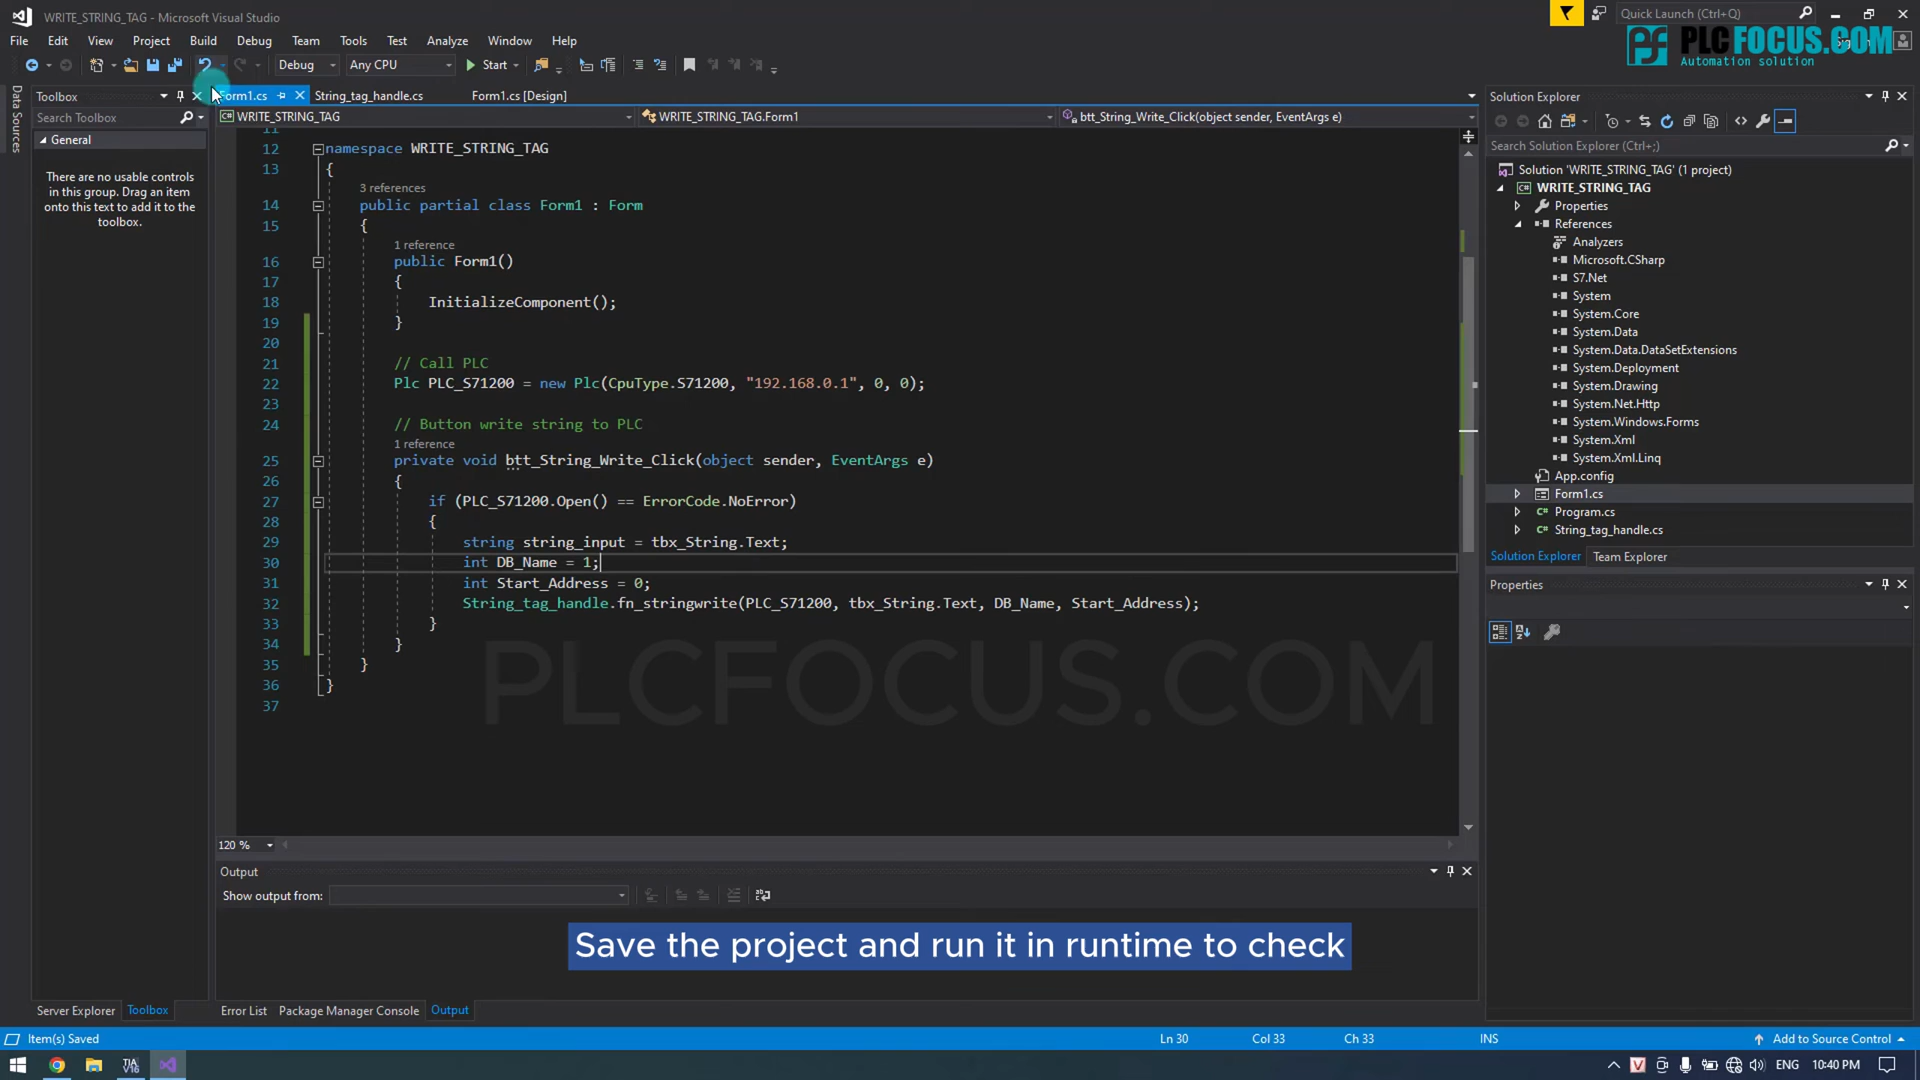 WRITE_STRING_TAG - Microsoft Visual Studio
Quick Launch (Ctrl+Q)
File Edit View Project Build Debug Team Tools Test Analyze Window Help
PLCFOCUS.COM
Automation solution
Debug Any CPU Start
Data Sources
Toolbox
Search Toolbox
General
There are no usable controls
in this group. Drag an item
onto this text to add it to the
toolbox.
Form1.cs String_tag_handle.cs Form1.cs [Design]
WRITE_STRING_TAG WRITE_STRING_TAG.Form1 btt_String_Write_Click(object sender, EventArgs e)
11
12 namespace WRITE_STRING_TAG
13 {
3 references
14 public partial class Form1 : Form
15 {
1 reference
16 public Form1()
17 {
18 InitializeComponent();
19 }
20
21 // Call PLC
22 Plc PLC_S71200 = new Plc(CpuType.S71200, "192.168.0.1", 0, 0);
23
24 // Button write string to PLC
1 reference
25 private void btt_String_Write_Click(object sender, EventArgs e)
26 {
27 if (PLC_S71200.Open() == ErrorCode.NoError)
28 {
29 string string_input = tbx_String.Text;
30 int DB_Name = 1;
31 int Start_Address = 0;
32 String_tag_handle.fn_stringwrite(PLC_S71200, tbx_String.Text, DB_Name, Start_Address);
33 }
34 }
35 }
36 }
37
PLCFOCUS.COM
120 %
Output
Show output from:
Save the project and run it in runtime to check
Server Explorer Toolbox
Error List Package Manager Console Output
Solution Explorer
Search Solution Explorer (Ctrl+;)
Solution 'WRITE_STRING_TAG' (1 project)
WRITE_STRING_TAG
Properties
References
Analyzers
Microsoft.CSharp
S7.Net
System
System.Core
System.Data
System.Data.DataSetExtensions
System.Deployment
System.Drawing
System.Net.Http
System.Windows.Forms
System.Xml
System.Xml.Linq
App.config
Form1.cs
Program.cs
String_tag_handle.cs
Solution Explorer Team Explorer
Properties
Item(s) Saved Ln 30 Col 33 Ch 33 INS Add to Source Control
TIA
V16
V ENG 10:40 PM